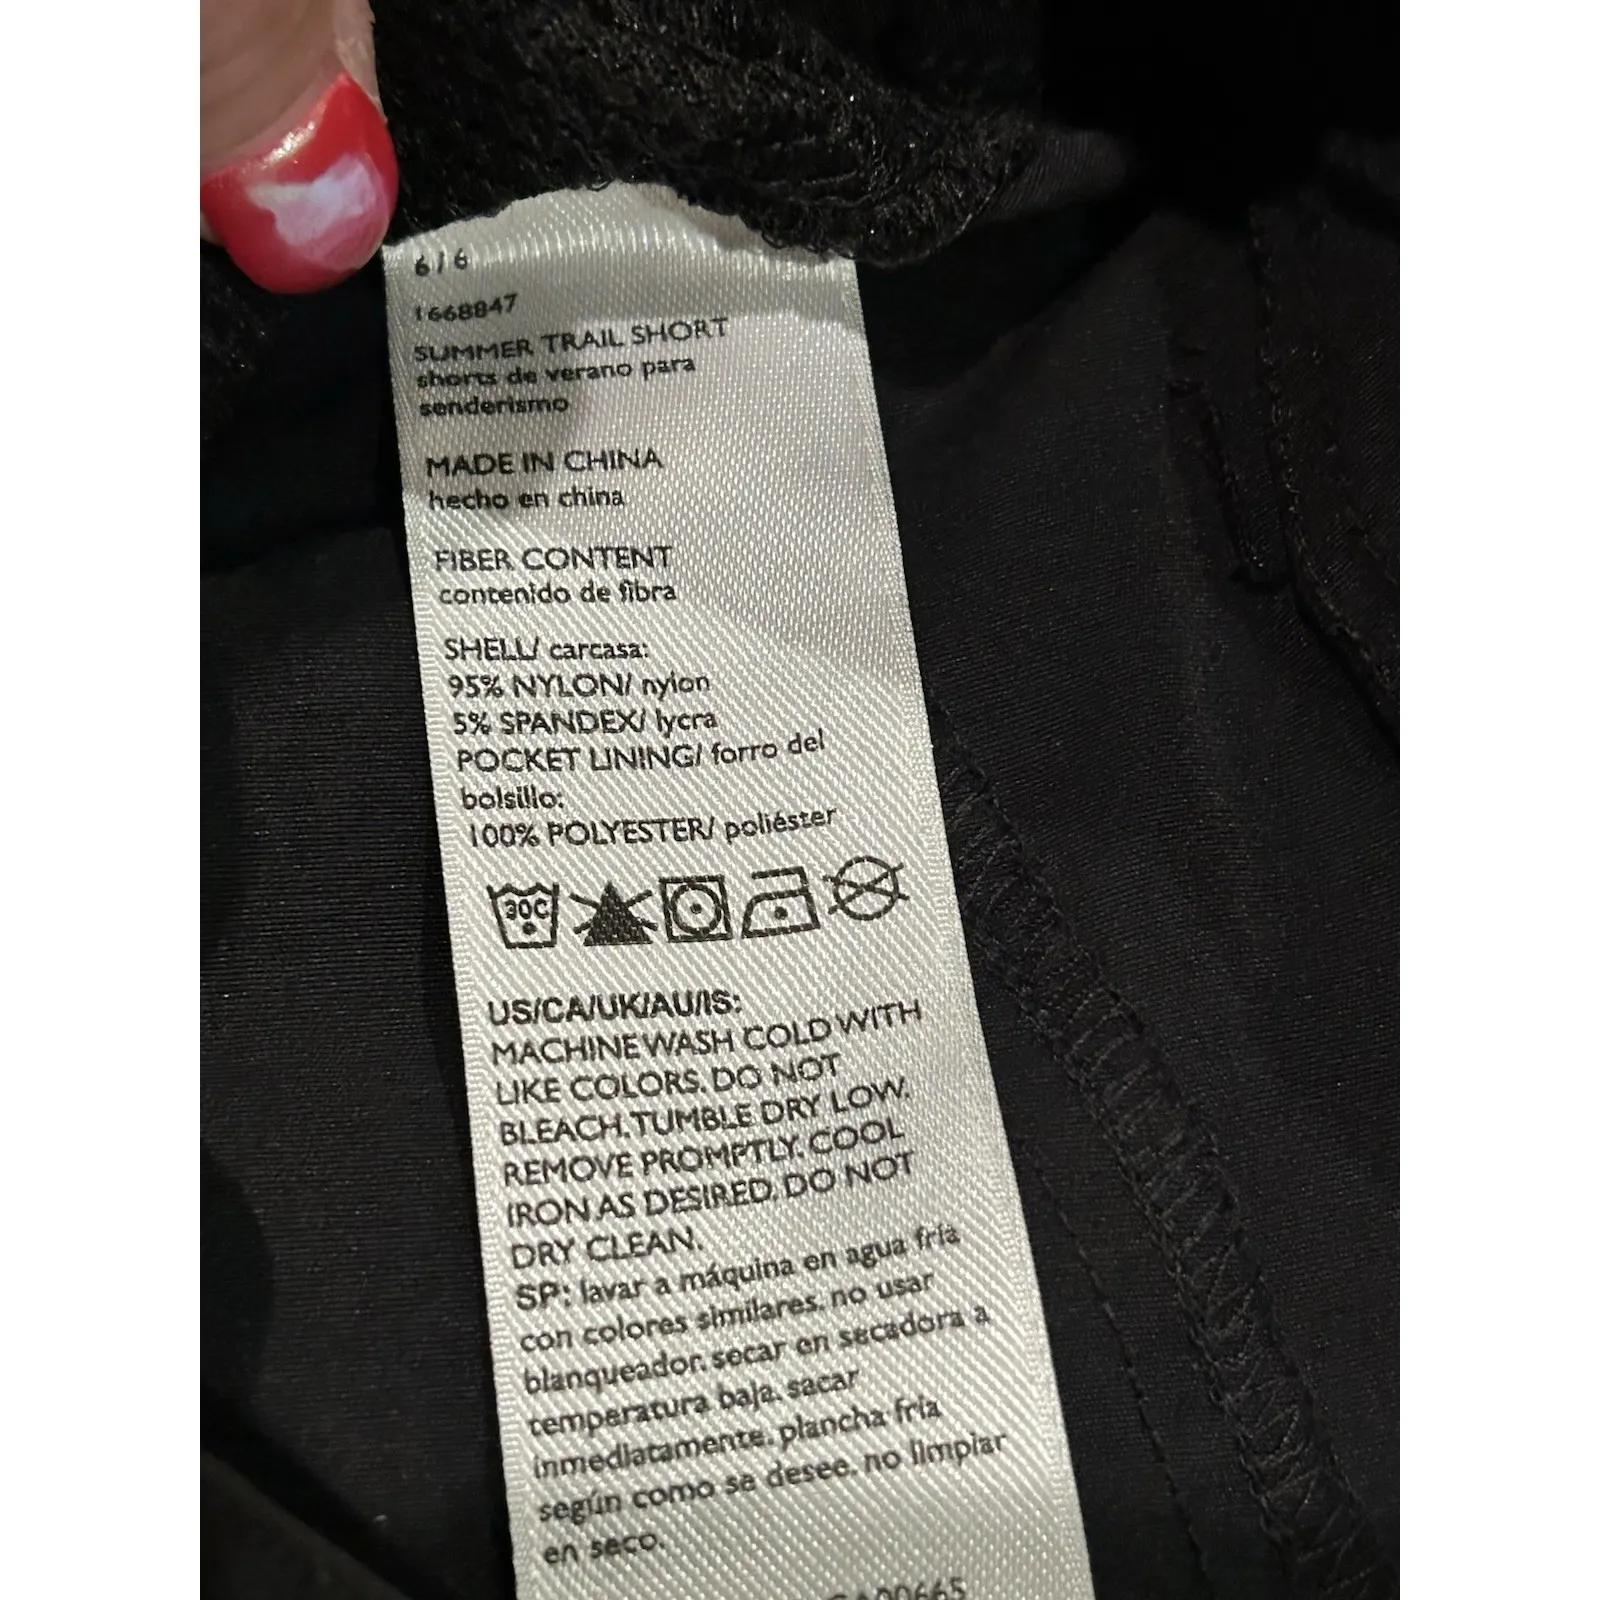 6/6
1668847
SUMMER TRAIL SHORT
shorts de verano para
senderismo
MADE IN CHINA
hecho en china
FIBER CONTENT
contenido de fibra
SHELL/ carcasa:
95% NYLON/ nylon
5% SPANDEX/ lycra
POCKET LINING/ forro del
bolsillo:
100% POLYESTER/ poliéster
30C
US/CA/UK/AU/IS:
MACHINE WASH COLD WITH
LIKE COLORS. DO NOT
BLEACH. TUMBLE DRY LOW.
REMOVE PROMPTLY. COOL
IRON AS DESIRED. DO NOT
DRY CLEAN.
SP: lavar a máquina en agua fría
con colores similares. no usar
blanqueador. secar en secadora a
temperatura baja. sacar
inmediatamente. plancha fría
según como se desee. no limpiar
en seco.